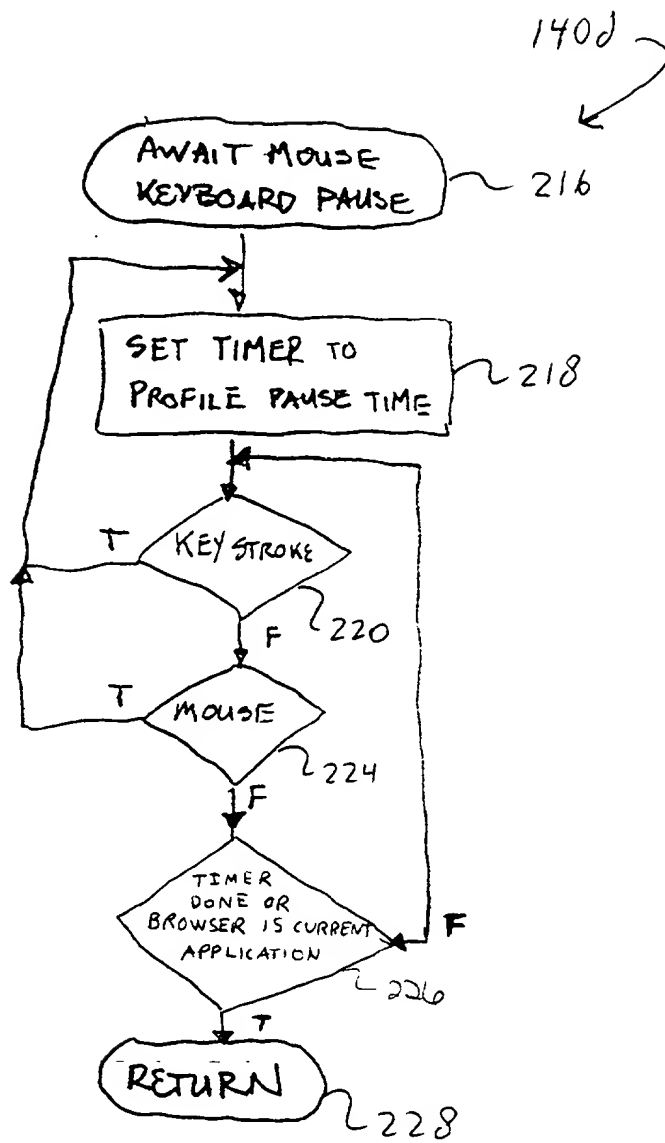 140d
AWAIT MOUSE
KEYBOARD PAUSE
216
SET TIMER TO
PROFILE PAUSE TIME
218
T
KEY STROKE
220
F
T
MOUSE
224
F
TIMER
DONE OR
BROWSER IS CURRENT
APPLICATION
F
226
T
RETURN
228